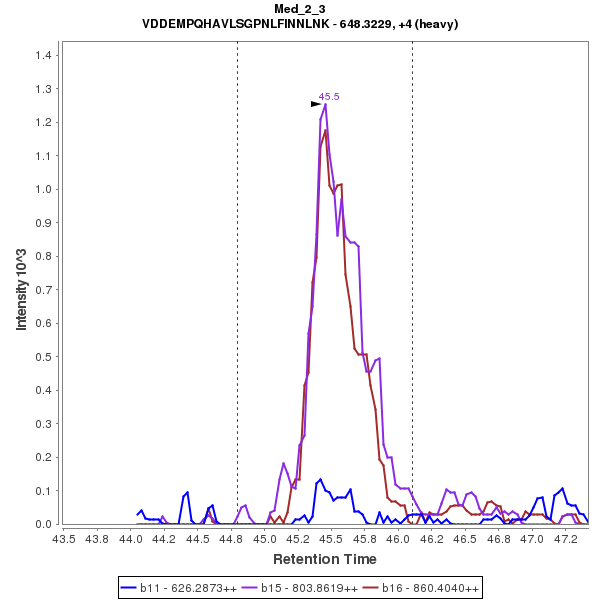 Med_2_3
VDDEMPQHAVLSGPNLFINNLNK - 648.3229, +4 (heavy)
45.5
1.4
1.3
1.2
1.1
1.0
0.9
0.8
0.7
0.6
0.5
0.4
0.3
0.2
0.1
0.0
Intensity 10^3
43.5 43.8 44.0 44.2 44.5 44.8 45.0 45.2 45.5 45.8 46.0 46.2 46.5 46.8 47.0 47.2
Retention Time
b11 - 626.2873++ b15 - 803.8619++ b16 - 860.4040++